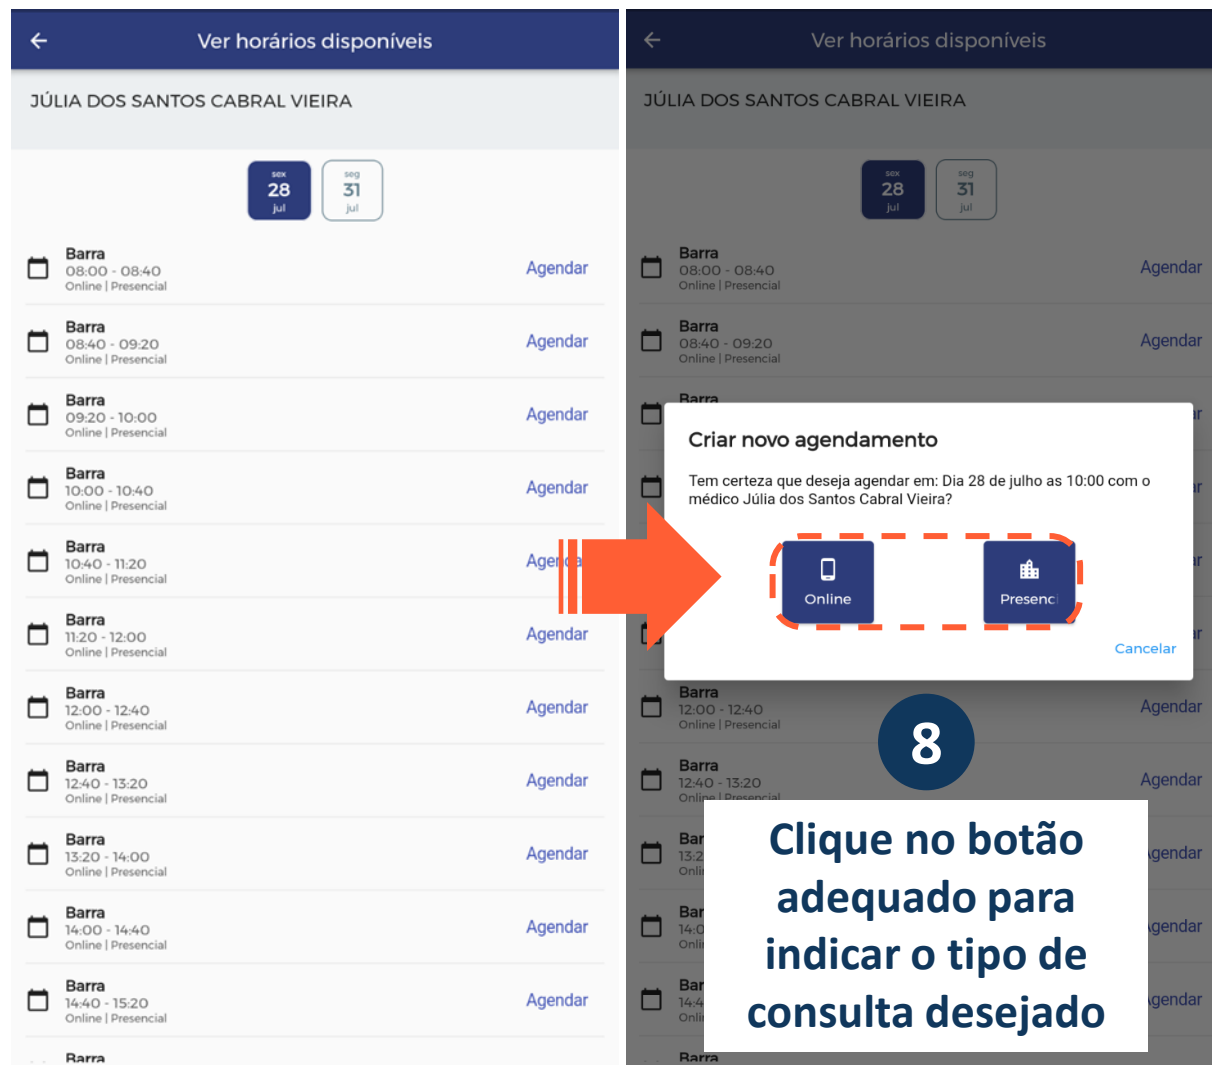 Ver horários disponíveis
JÚLIA DOS SANTOS CABRAL VIEIRA
sex
28
jul
seg
31
jul
Barra
08:00 - 08:40
Online | Presencial
Agendar
Barra
08:40 - 09:20
Online | Presencial
Agendar
Barra
09:20 - 10:00
Online | Presencial
Agendar
Barra
10:00 - 10:40
Online | Presencial
Agendar
Barra
10:40 - 11:20
Online | Presencial
Barra
11:20 - 12:00
Online | Presencial
Agendar
Barra
12:00 - 12:40
Online | Presencial
Agendar
Barra
12:40 - 13:20
Online | Presencial
Agendar
Barra
13:20 - 14:00
Online | Presencial
Agendar
Barra
14:00 - 14:40
Online | Presencial
Agendar
Barra
14:40 - 15:20
Online | Presencial
Agendar
Barra
Ver horários disponíveis
JÚLIA DOS SANTOS CABRAL VIEIRA
sex
28
jul
seg
31
jul
Barra
08:00 - 08:40
Online | Presencial
Agendar
Barra
08:40 - 09:20
Online | Presencial
Agendar
Barra
Criar novo agendamento
Tem certeza que deseja agendar em: Dia 28 de julho as 10:00 com o
médico Júlia dos Santos Cabral Vieira?
Online
Presenci
Cancelar
Barra
12:00 - 12:40
Online | Presencial
Agendar
8
Barra
12:40 - 13:20
Online | Presencial
Agendar
Clique no botão
adequado para
indicar o tipo de
consulta desejado
Barra